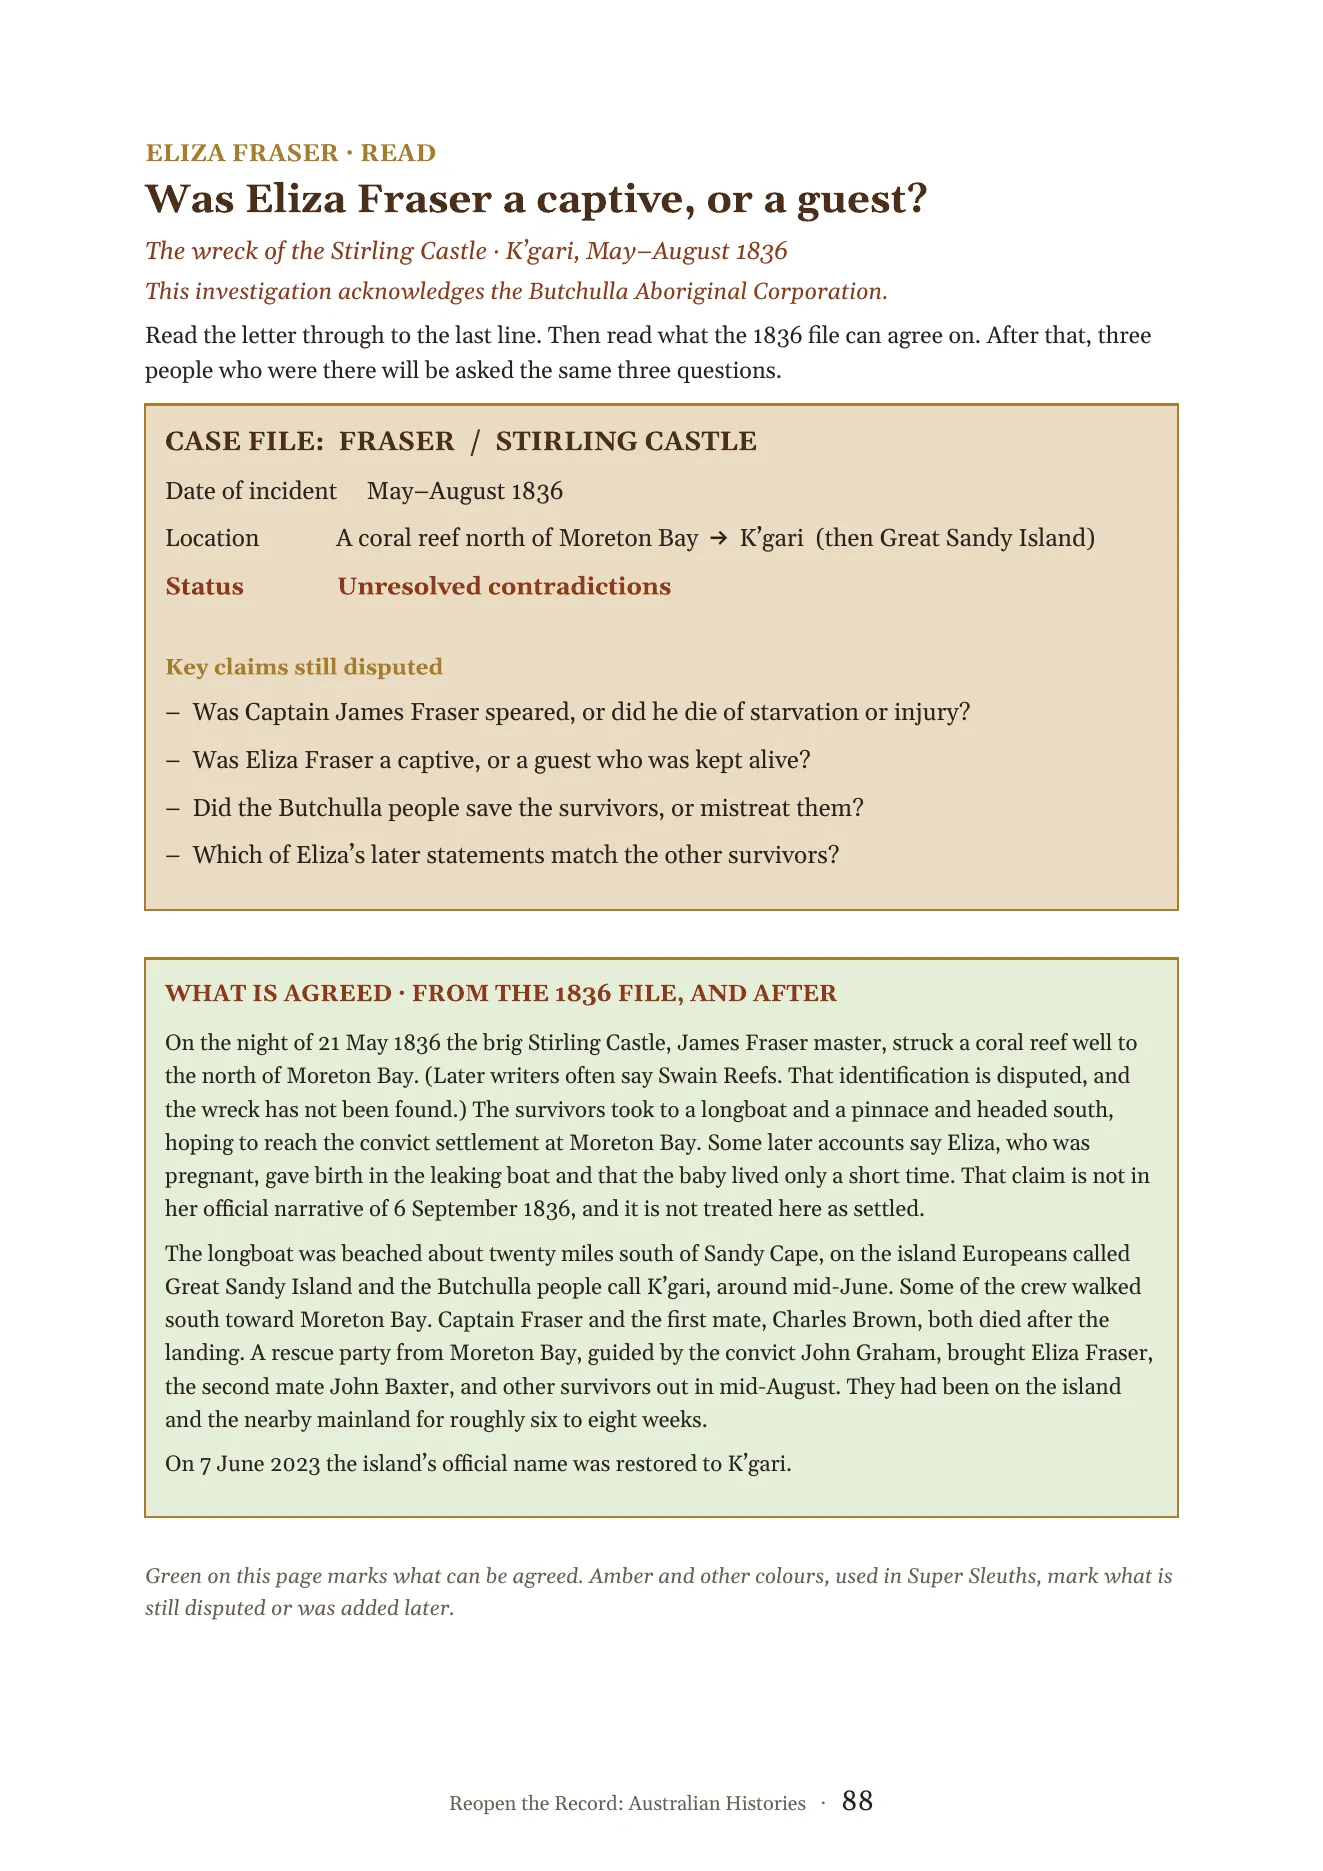 ELIZA FRASER · READ
Was Eliza Fraser a captive, or a guest?
The wreck of the Stirling Castle · K’gari, May–August 1836
This investigation acknowledges the Butchulla Aboriginal Corporation.
Read the letter through to the last line. Then read what the 1836 file can agree on. After that, three
people who were there will be asked the same three questions.
CASE FILE: FRASER / STIRLING CASTLE
Date of incident May–August 1836
Location A coral reef north of Moreton Bay → K’gari (then Great Sandy Island)
Status Unresolved contradictions
Key claims still disputed
– Was Captain James Fraser speared, or did he die of starvation or injury?
– Was Eliza Fraser a captive, or a guest who was kept alive?
– Did the Butchulla people save the survivors, or mistreat them?
– Which of Eliza’s later statements match the other survivors?
WHAT IS AGREED · FROM THE 1836 FILE, AND AFTER
On the night of 21 May 1836 the brig Stirling Castle, James Fraser master, struck a coral reef well to
the north of Moreton Bay. (Later writers often say Swain Reefs. That identification is disputed, and
the wreck has not been found.) The survivors took to a longboat and a pinnace and headed south,
hoping to reach the convict settlement at Moreton Bay. Some later accounts say Eliza, who was
pregnant, gave birth in the leaking boat and that the baby lived only a short time. That claim is not in
her official narrative of 6 September 1836, and it is not treated here as settled.
The longboat was beached about twenty miles south of Sandy Cape, on the island Europeans called
Great Sandy Island and the Butchulla people call K’gari, around mid-June. Some of the crew walked
south toward Moreton Bay. Captain Fraser and the first mate, Charles Brown, both died after the
landing. A rescue party from Moreton Bay, guided by the convict John Graham, brought Eliza Fraser,
the second mate John Baxter, and other survivors out in mid-August. They had been on the island
and the nearby mainland for roughly six to eight weeks.
On 7 June 2023 the island’s official name was restored to K’gari.
Green on this page marks what can be agreed. Amber and other colours, used in Super Sleuths, mark what is
still disputed or was added later.
Reopen the Record: Australian Histories · 88